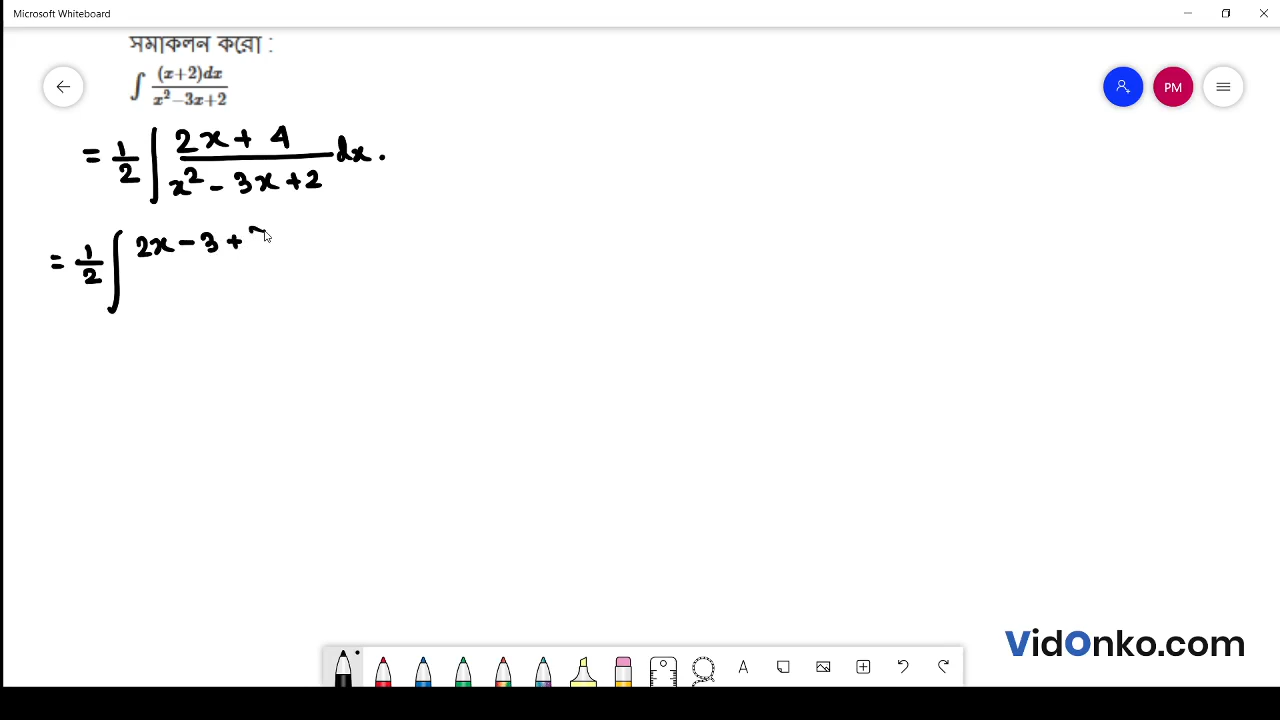 Microsoft Whiteboard
সমাকলন করো :
∫ (x+2)dx / x² −3x+2
PM
= 1/2 ∫ 2x + 4 / x² - 3x + 2 dx.
= 1/2 ∫ 2x - 3 +
A
VidOnko.com